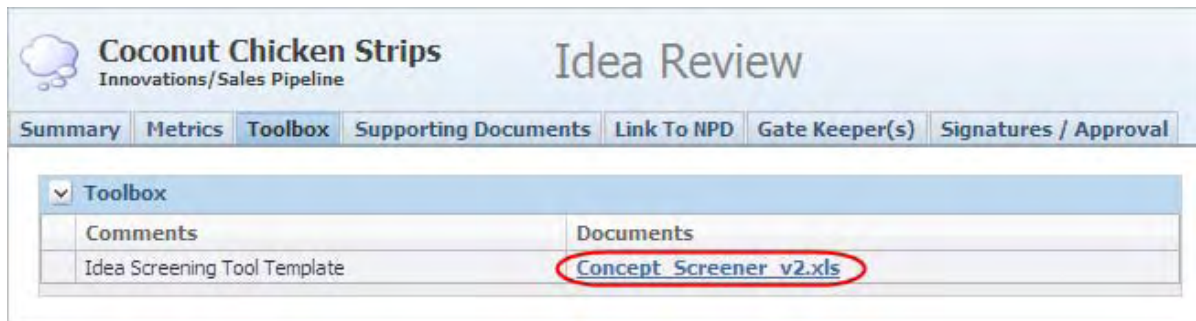 Coconut Chicken Strips
Innovations/Sales Pipeline
Idea Review
Summary Metrics Toolbox Supporting Documents Link To NPD Gate Keeper(s) Signatures / Approval
Toolbox
Comments Documents
Idea Screening Tool Template Concept_Screener_v2.xls